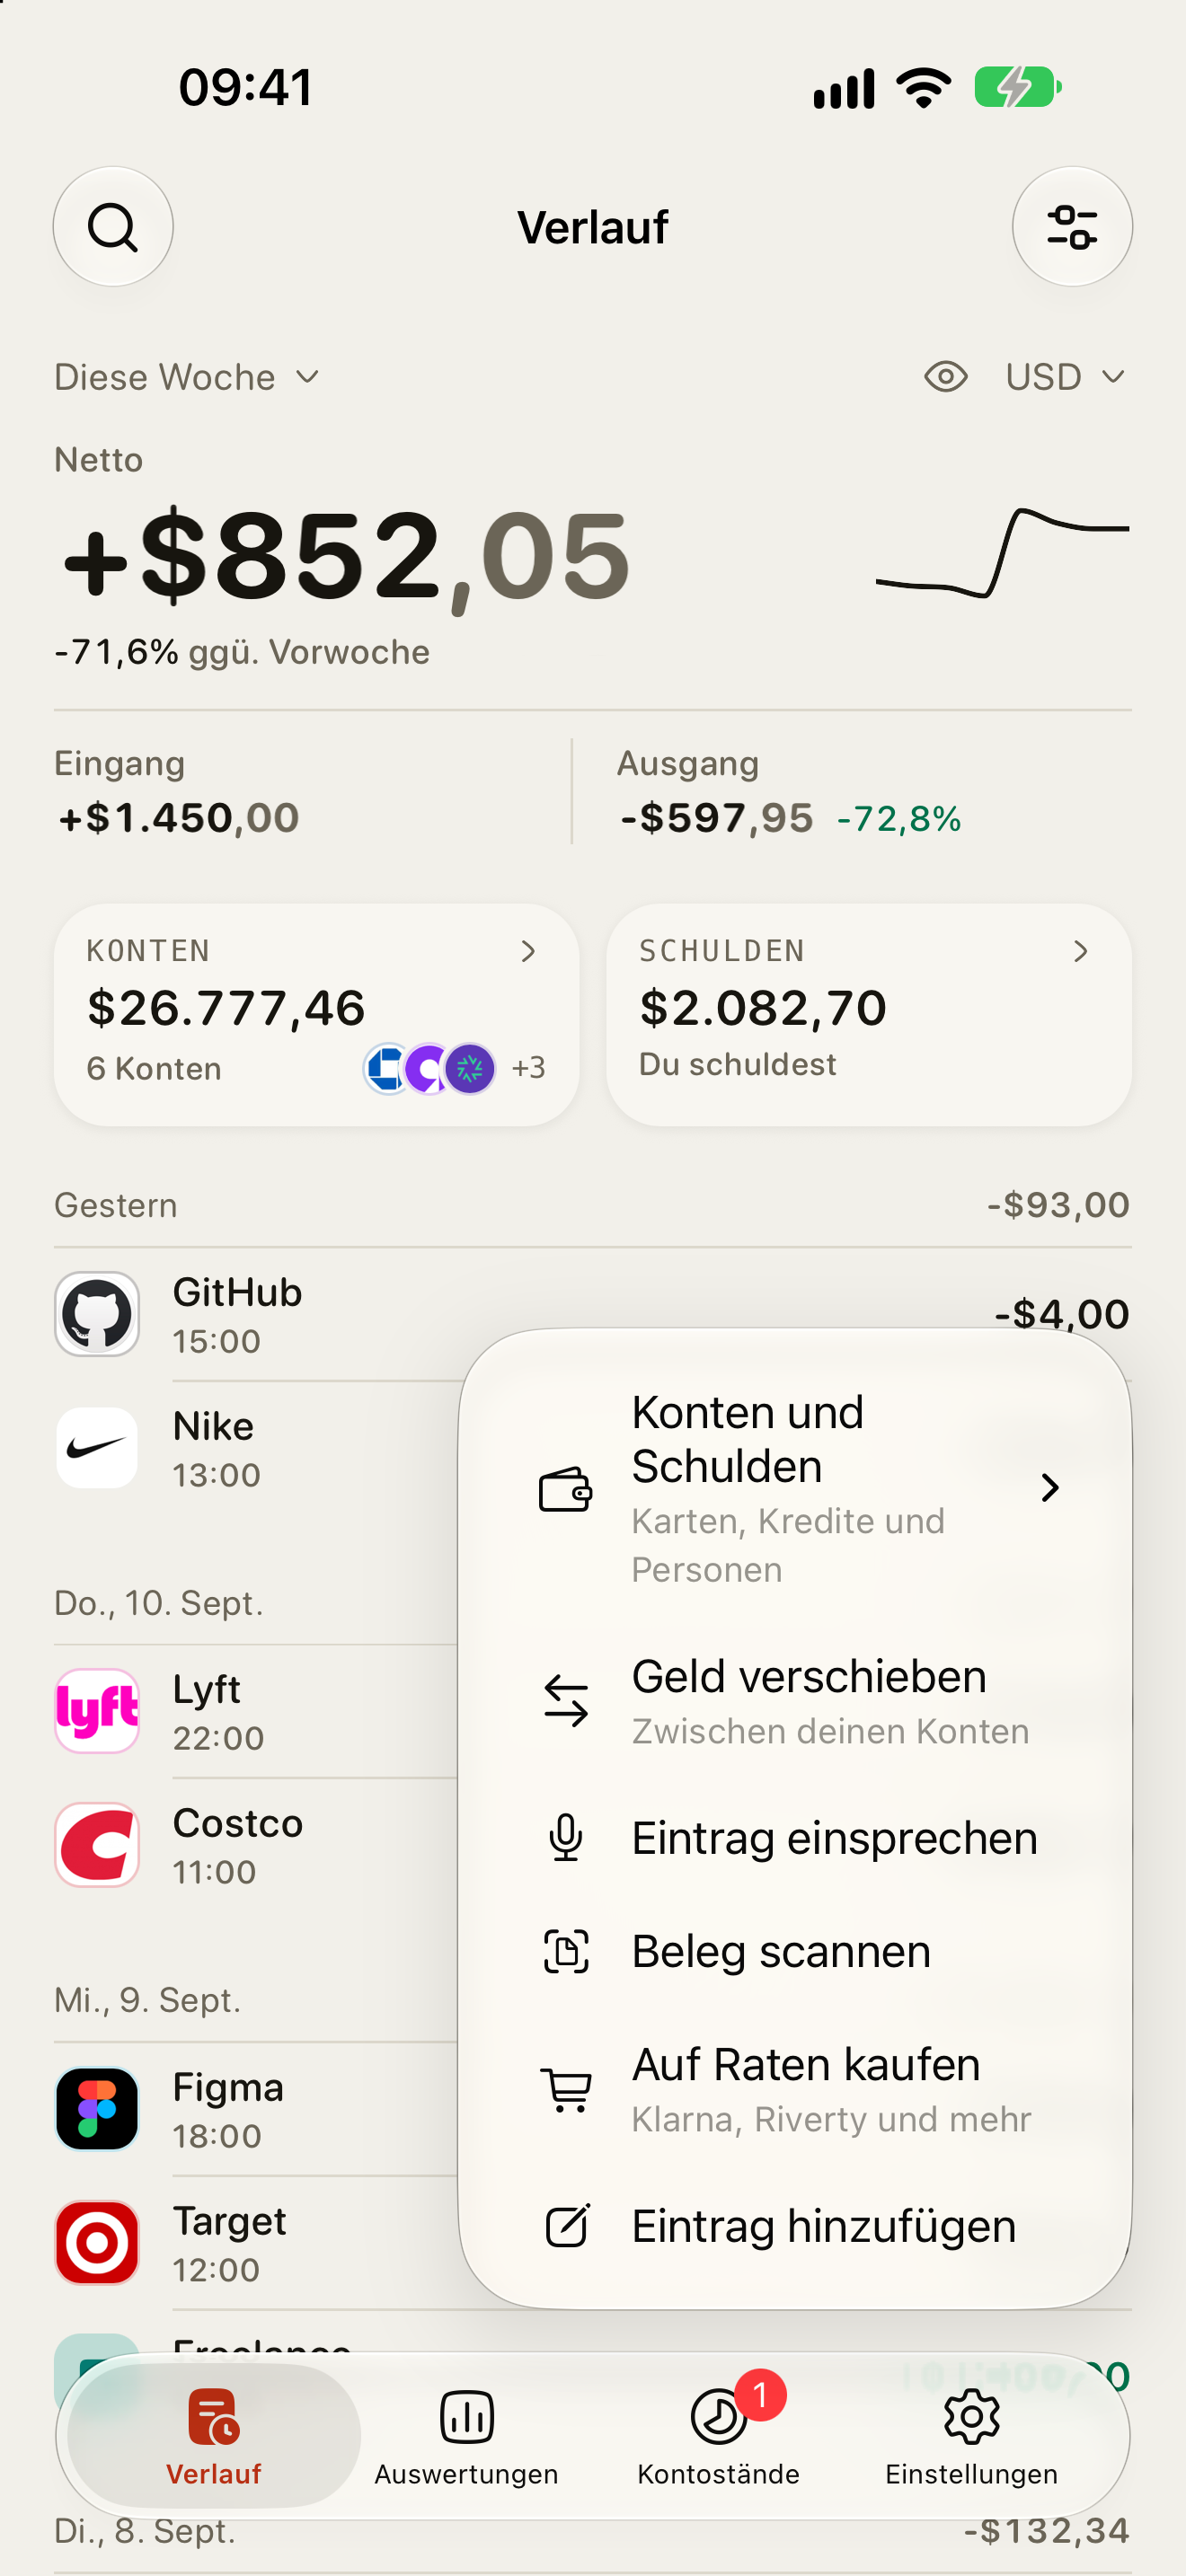 09:41
Verlauf
Diese Woche
USD
Netto
+$852,05
-71,6% ggü. Vorwoche
Eingang
+$1.450,00
Ausgang
-$597,95 -72,8%
KONTEN
$26.777,46
6 Konten
+3
SCHULDEN
$2.082,70
Du schuldest
Gestern
-$93,00
GitHub
15:00
-$4,00
Nike
13:00
Do., 10. Sept.
lyft
Lyft
22:00
Costco
11:00
Mi., 9. Sept.
Figma
18:00
Target
12:00
Freelance
Konten und
Schulden
Karten, Kredite und
Personen
Geld verschieben
Zwischen deinen Konten
Eintrag einsprechen
Beleg scannen
Auf Raten kaufen
Klarna, Riverty und mehr
Eintrag hinzufügen
Verlauf
Auswertungen
1
Kontostände
Einstellungen
Di., 8. Sept.
-$132,34